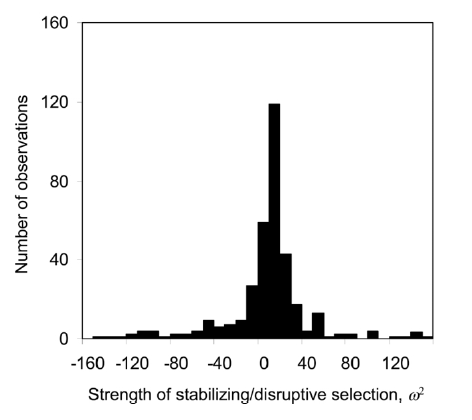 160
120
80
40
0
Number of observations
-160 -120 -80 -40 0 40 80 120
Strength of stabilizing/disruptive selection, ω²